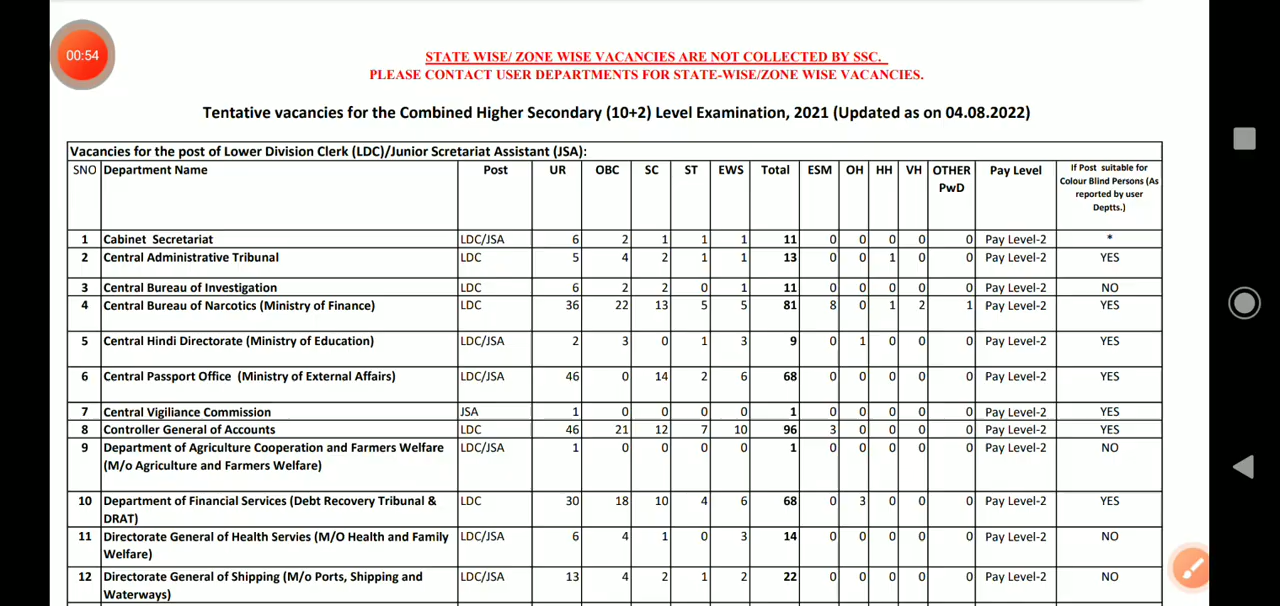 00:54
STATE WISE/ ZONE WISE VACANCIES ARE NOT COLLECTED BY SSC.
PLEASE CONTACT USER DEPARTMENTS FOR STATE-WISE/ZONE WISE VACANCIES.
Tentative vacancies for the Combined Higher Secondary (10+2) Level Examination, 2021 (Updated as on 04.08.2022)
Vacancies for the post of Lower Division Clerk (LDC)/Junior Scretariat Assistant (JSA):
SNO Department Name Post UR OBC SC ST EWS Total ESM OH HH VH OTHER PwD Pay Level If Post suitable for Colour Blind Persons (As reported by user Deptts.)
1 Cabinet Secretariat LDC/JSA 6 2 1 1 1 11 0 0 0 0 0 Pay Level-2 *
2 Central Administrative Tribunal LDC 5 4 2 1 1 13 0 0 1 0 0 Pay Level-2 YES
3 Central Bureau of Investigation LDC 6 2 2 0 1 11 0 0 0 0 0 Pay Level-2 NO
4 Central Bureau of Narcotics (Ministry of Finance) LDC 36 22 13 5 5 81 8 0 1 2 1 Pay Level-2 YES
5 Central Hindi Directorate (Ministry of Education) LDC/JSA 2 3 0 1 3 9 0 1 0 0 0 Pay Level-2 YES
6 Central Passport Office (Ministry of External Affairs) LDC/JSA 46 0 14 2 6 68 0 0 0 0 0 Pay Level-2 YES
7 Central Vigiliance Commission JSA 1 0 0 0 0 1 0 0 0 0 0 Pay Level-2 YES
8 Controller General of Accounts LDC 46 21 12 7 10 96 3 0 0 0 0 Pay Level-2 YES
9 Department of Agriculture Cooperation and Farmers Welfare LDC/JSA 1 0 0 0 0 1 0 0 0 0 0 Pay Level-2 NO
(M/o Agriculture and Farmers Welfare)
10 Department of Financial Services (Debt Recovery Tribunal & LDC 30 18 10 4 6 68 0 3 0 0 0 Pay Level-2 YES
DRAT)
11 Directorate General of Health Servies (M/O Health and Family LDC/JSA 6 4 1 0 3 14 0 0 0 0 0 Pay Level-2 NO
Welfare)
12 Directorate General of Shipping (M/o Ports, Shipping and LDC/JSA 13 4 2 1 2 22 0 0 0 0 0 Pay Level-2 NO
Waterways)